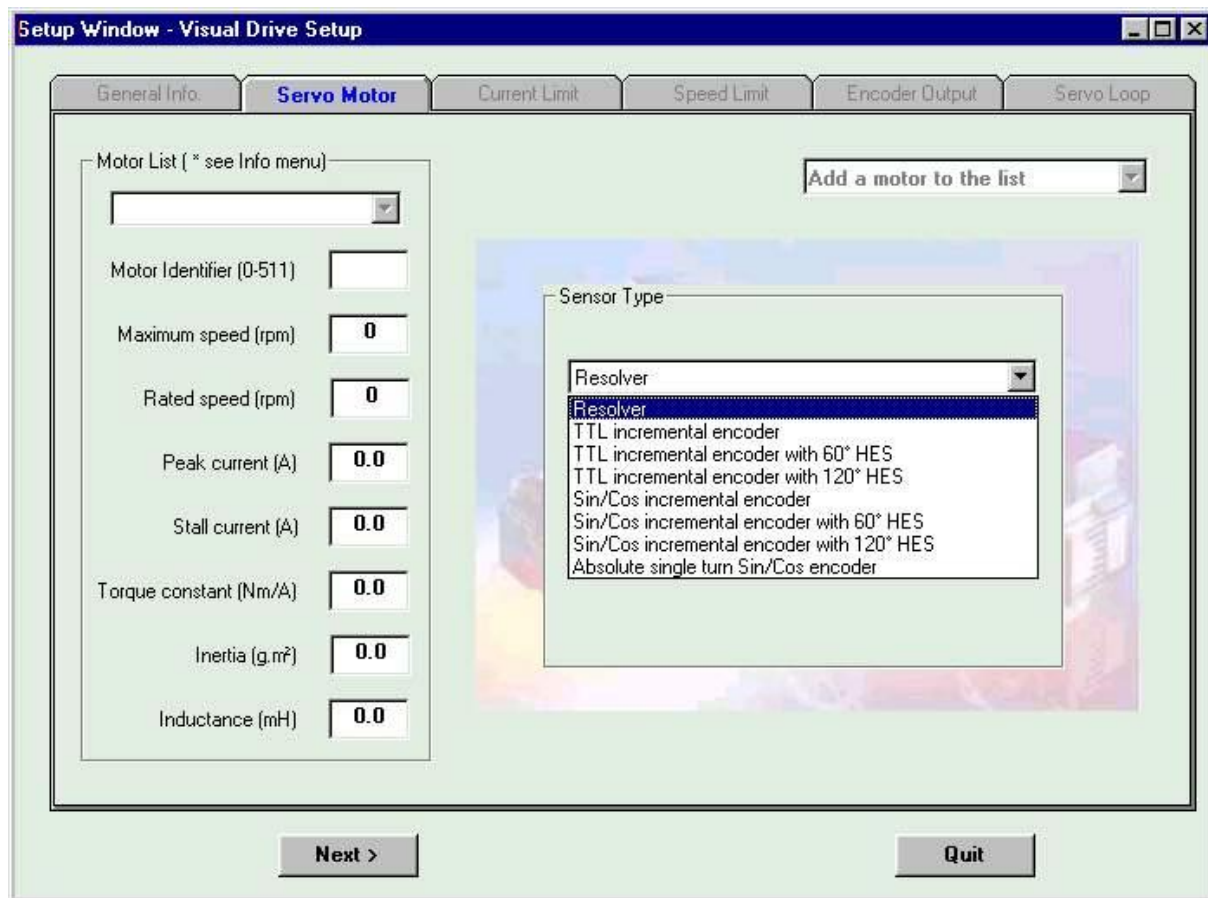 Setup Window - Visual Drive Setup
General Info.
Servo Motor
Current Limit
Speed Limit
Encoder Output
Servo Loop
Motor List ( * see Info menu)
Add a motor to the list
Motor Identifier (0-511)
Maximum speed (rpm) 0
Rated speed (rpm) 0
Peak current (A) 0.0
Stall current (A) 0.0
Torque constant (Nm/A) 0.0
Inertia (g.m²) 0.0
Inductance (mH) 0.0
Sensor Type
Resolver
Resolver
TTL incremental encoder
TTL incremental encoder with 60° HES
TTL incremental encoder with 120° HES
Sin/Cos incremental encoder
Sin/Cos incremental encoder with 60° HES
Sin/Cos incremental encoder with 120° HES
Absolute single turn Sin/Cos encoder
Next >
Quit